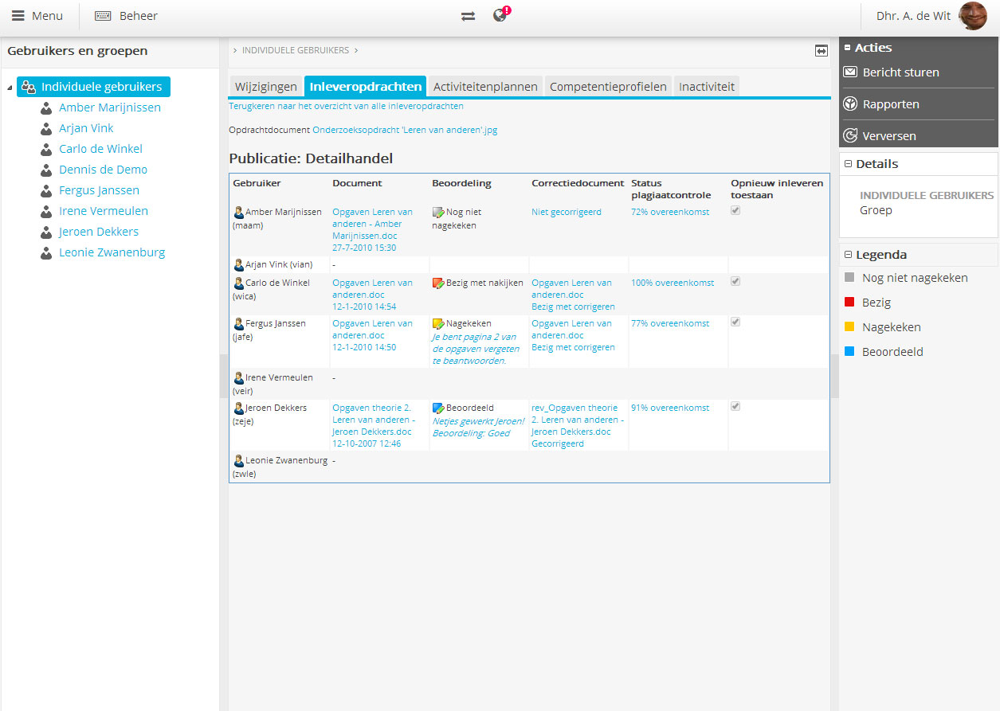 Menu
Beheer
Dhr. A. de Wit
Gebruikers en groepen
Individuele gebruikers
Amber Marijnissen
Arjan Vink
Carlo de Winkel
Dennis de Demo
Fergus Janssen
Irene Vermeulen
Jeroen Dekkers
Leonie Zwanenburg
> INDIVIDUELE GEBRUIKERS >
Wijzigingen Inleveropdrachten Activiteitenplannen Competentieprofielen Inactiviteit
Terugkeren naar het overzicht van alle inleveropdrachten
Opdrachtdocument Onderzoeksopdracht 'Leren van anderen'.jpg
Publicatie: Detailhandel
Gebruiker Document Beoordeling Correctiedocument Status Opnieuw inleveren
plagiaatcontrole toestaan
Amber Marijnissen Opgaven Leren van Nog niet Niet gecorrigeerd 72% overeenkomst
(maam) anderen - Amber nagekeken
Marijnissen.doc
27-7-2010 15:30
Arjan Vink (vian) -
Carlo de Winkel Opgaven Leren van Bezig met nakijken Opgaven Leren van 100% overeenkomst
(wica) anderen.doc anderen.doc
12-1-2010 14:54 Bezig met corrigeren
Fergus Janssen Opgaven Leren van Nagekeken Opgaven Leren van 77% overeenkomst
(jafe) anderen.doc Je bent pagina 2 van anderen.doc
12-1-2010 14:50 de opgaven vergeten Bezig met corrigeren
te beantwoorden.
Irene Vermeulen -
(veir)
Jeroen Dekkers Opgaven theorie 2. Beoordeeld rev_Opgaven theorie 91% overeenkomst
(zeje) Leren van anderen - Netjes gewerkt Jeroen! 2. Leren van anderen -
Jeroen Dekkers.doc Beoordeling: Goed Jeroen Dekkers.doc
12-10-2007 12:46 Gecorrigeerd
Leonie Zwanenburg -
(zwle)
Acties
Bericht sturen
Rapporten
Verversen
Details
INDIVIDUELE GEBRUIKERS
Groep
Legenda
Nog niet nagekeken
Bezig
Nagekeken
Beoordeeld